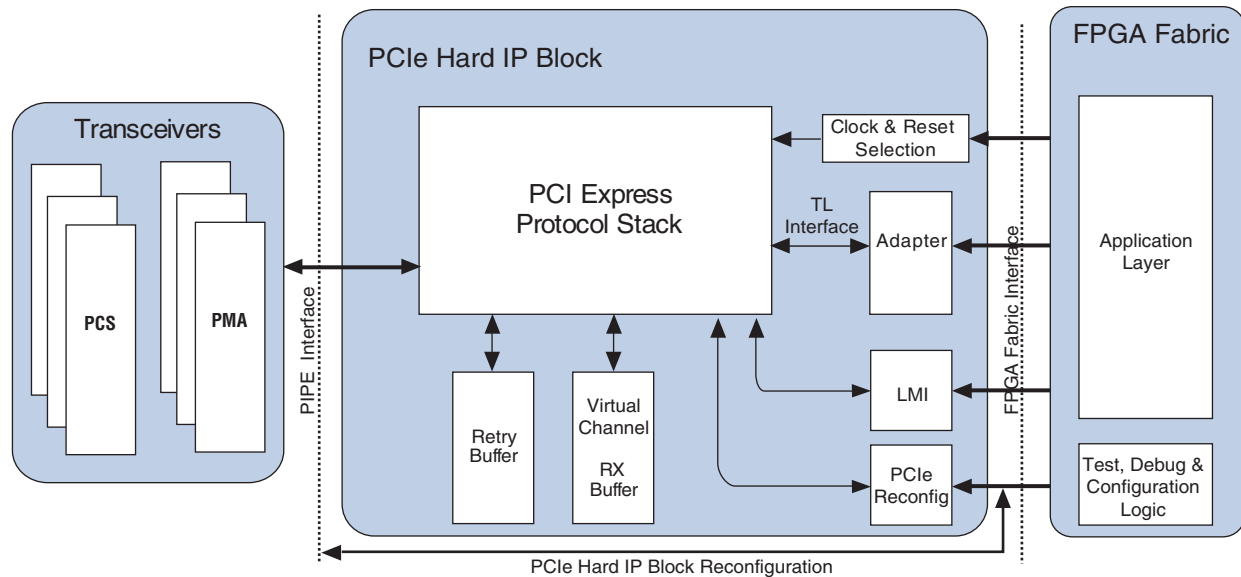 Transceivers
PCS
PMA
PIPE Interface
PCIe Hard IP Block
PCI Express
Protocol Stack
Clock & Reset
Selection
TL
Interface
Adapter
Retry
Buffer
Virtual
Channel
RX
Buffer
LMI
PCIe
Reconfig
FPGA Fabric Interface
FPGA Fabric
Application
Layer
Test, Debug &
Configuration
Logic
PCIe Hard IP Block Reconfiguration